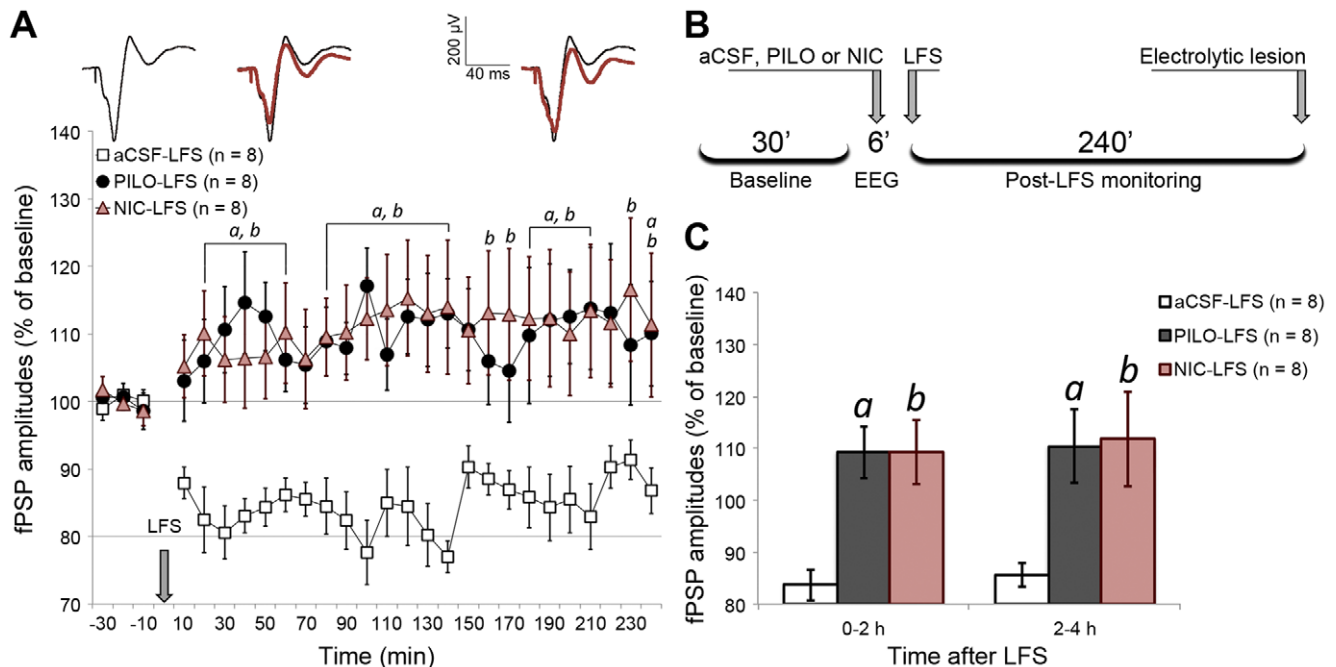 A
200 µV
40 ms
140
130
120
110
100
90
80
70
fPSP amplitudes (% of baseline)
aCSF-LFS (n = 8)
PILO-LFS (n = 8)
NIC-LFS (n = 8)
a, b
a, b
b
b
a, b
b
a
b
LFS
-30
-10
10
30
50
70
90
110
130
150
170
190
210
230
Time (min)
B
aCSF, PILO or NIC
LFS
Electrolytic lesion
30’
6’
240’
Baseline
EEG
Post-LFS monitoring
C
140
130
120
110
100
90
80
fPSP amplitudes (% of baseline)
aCSF-LFS (n = 8)
PILO-LFS (n = 8)
NIC-LFS (n = 8)
a
b
a
b
0-2 h
2-4 h
Time after LFS